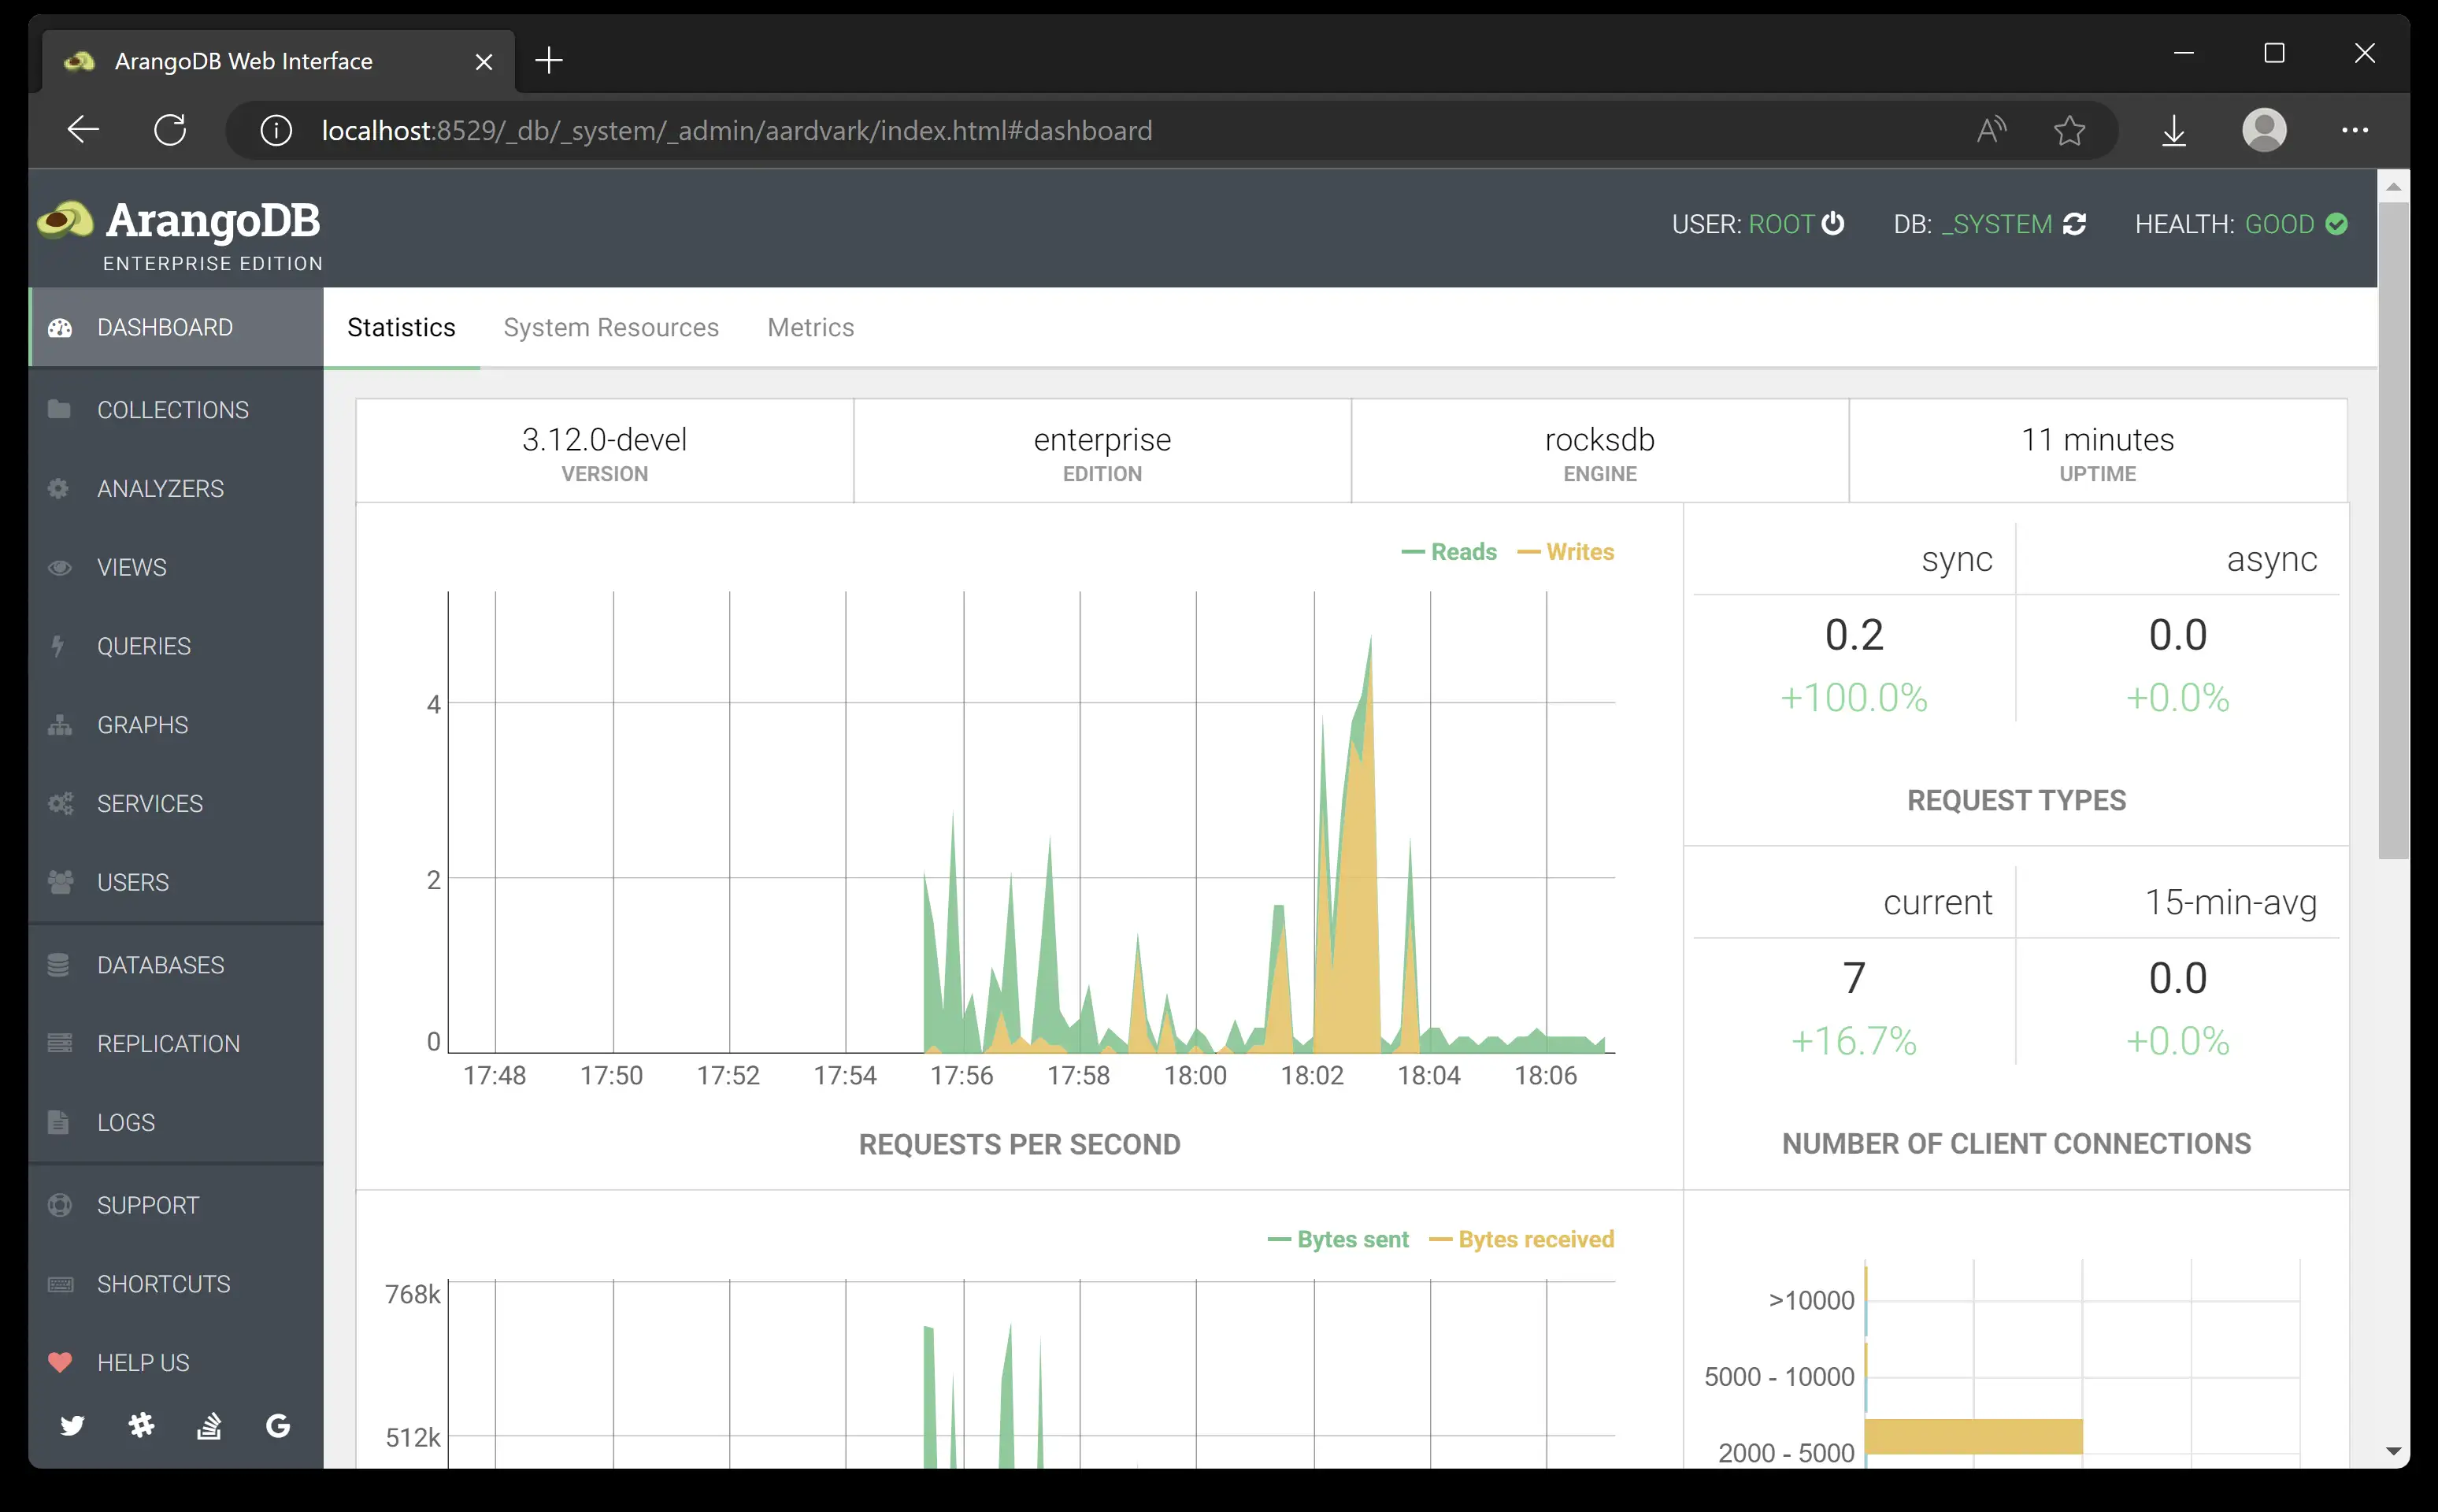 ArangoDB Web Interface
localhost:8529/_db/_system/_admin/aardvark/index.html#dashboard
ArangoDB
ENTERPRISE EDITION
USER: ROOT DB: _SYSTEM HEALTH: GOOD
DASHBOARD
COLLECTIONS
ANALYZERS
VIEWS
QUERIES
GRAPHS
SERVICES
USERS
DATABASES
REPLICATION
LOGS
SUPPORT
SHORTCUTS
HELP US
Statistics System Resources Metrics
3.12.0-devel
VERSION
enterprise
EDITION
rocksdb
ENGINE
11 minutes
UPTIME
Reads Writes
4
2
0
17:48 17:50 17:52 17:54 17:56 17:58 18:00 18:02 18:04 18:06
REQUESTS PER SECOND
sync async
0.2 0.0
+100.0% +0.0%
REQUEST TYPES
current 15-min-avg
7 0.0
+16.7% +0.0%
NUMBER OF CLIENT CONNECTIONS
Bytes sent Bytes received
768k
512k
>10000
5000 - 10000
2000 - 5000